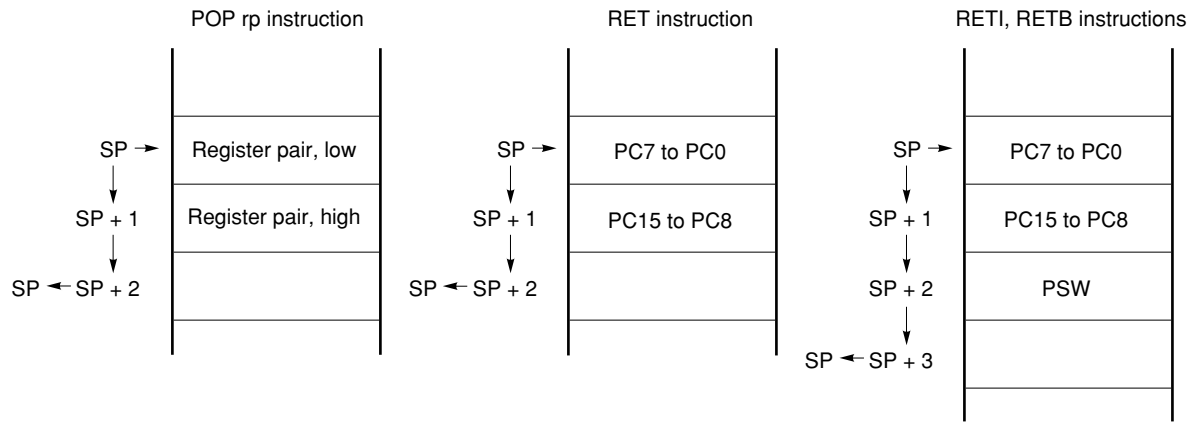 POP rp instruction
SP
Register pair, low
SP + 1
Register pair, high
SP
SP + 2
RET instruction
SP
PC7 to PC0
SP + 1
PC15 to PC8
SP
SP + 2
RETI, RETB instructions
SP
PC7 to PC0
SP + 1
PC15 to PC8
SP + 2
PSW
SP
SP + 3